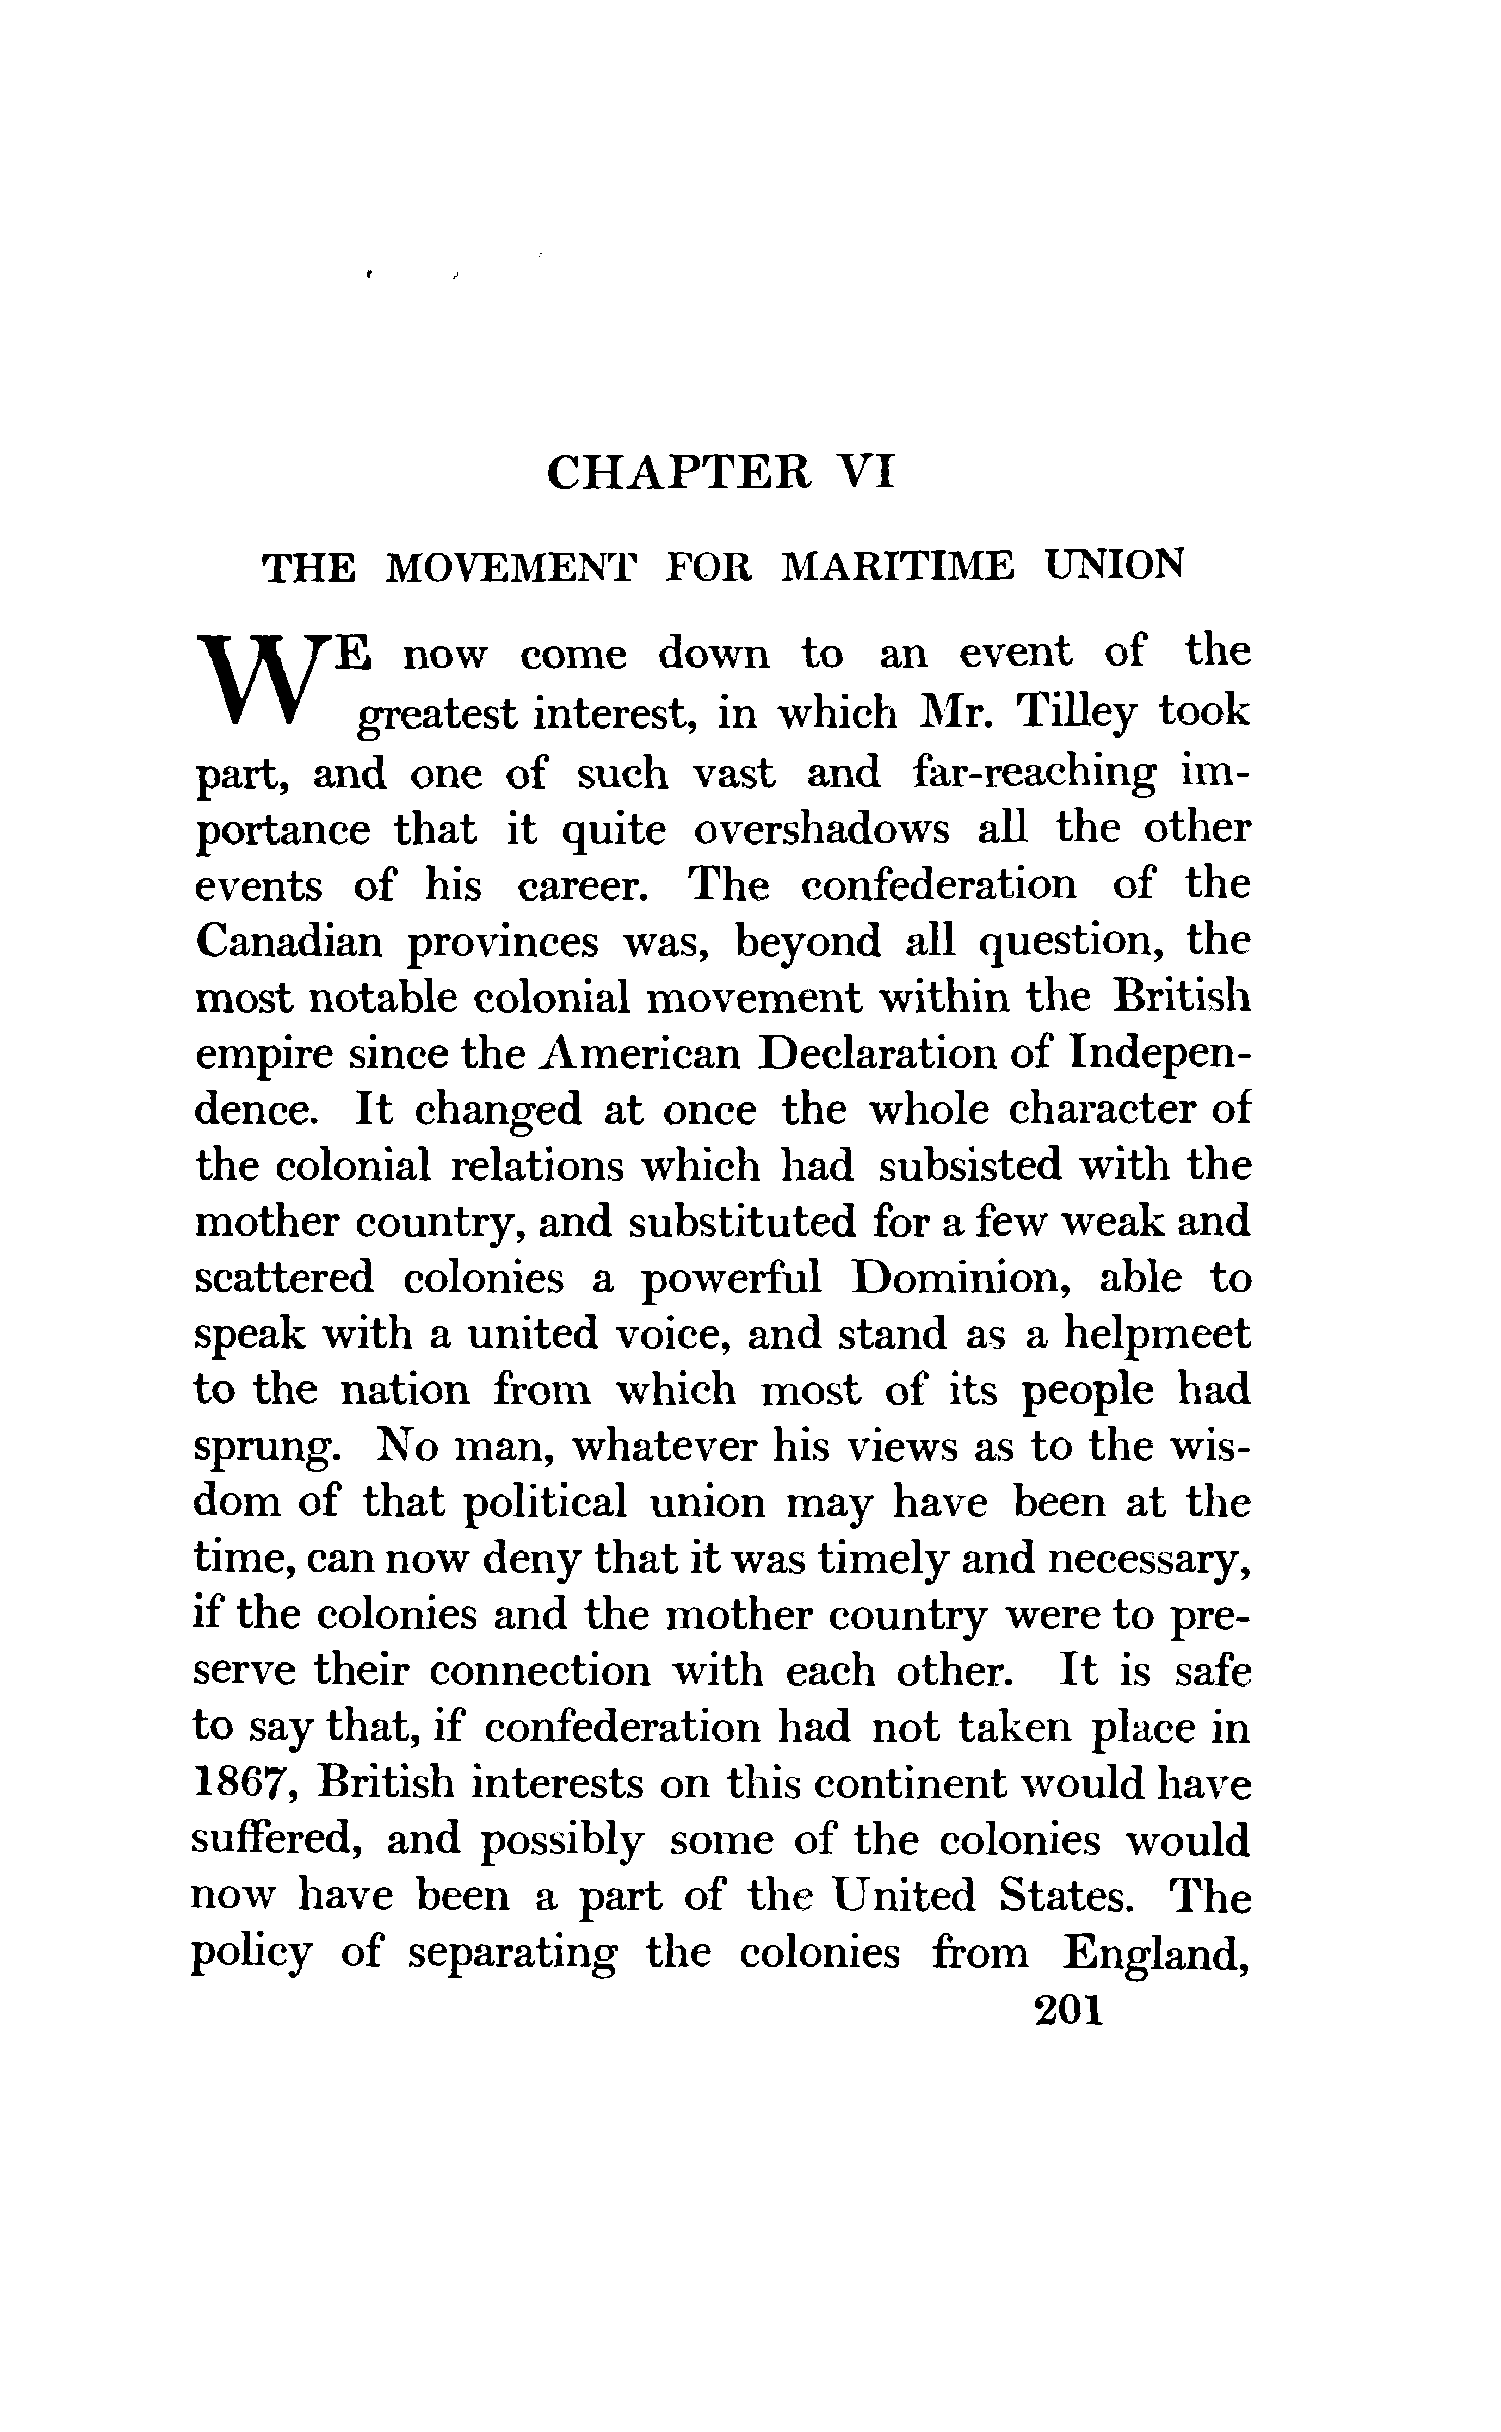 CHAPTER VI
THE MOVEMENT FOR MARITIME UNION
WE now come down to an event of the
greatest interest, in which Mr. Tilley took
part, and one of such vast and far-reaching im-
portance that it quite overshadows all the other
events of his career. The confederation of the
Canadian provinces was, beyond all question, the
most notable colonial movement within the British
empire since the American Declaration of Indepen-
dence. It changed at once the whole character of
the colonial relations which had subsisted with the
mother country, and substituted for a few weak and
scattered colonies a powerful Dominion, able to
speak with a united voice, and stand as a helpmeet
to the nation from which most of its people had
sprung. No man, whatever his views as to the wis-
dom of that political union may have been at the
time, can now deny that it was timely and necessary,
if the colonies and the mother country were to pre-
serve their connection with each other. It is safe
to say that, if confederation had not taken place in
1867, British interests on this continent would have
suffered, and possibly some of the colonies would
now have been a part of the United States. The
policy of separating the colonies from England,
201